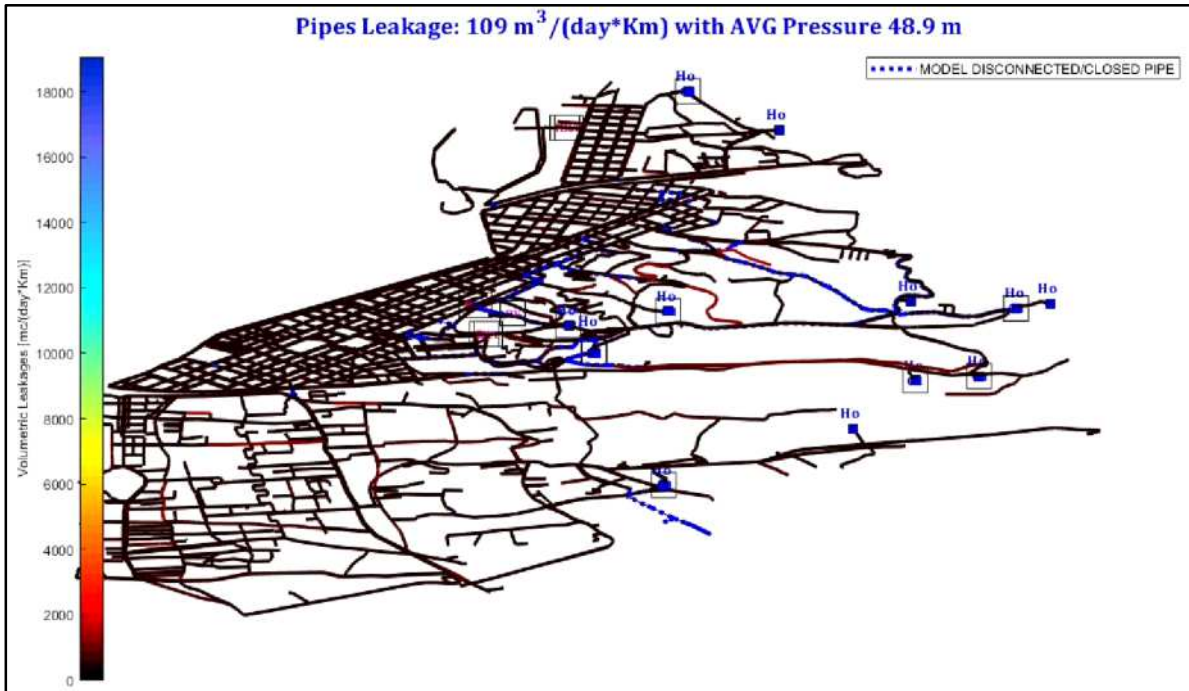 Pipes Leakage: 109 m³/(day*Km) with AVG Pressure 48.9 m
MODEL DISCONNECTED/CLOSED PIPE
Volumetric Leakages [mc/(day*Km)]
18000
16000
14000
12000
10000
8000
6000
4000
2000
0
Ho
Ho
Ho
Ho
Ho
Ho
Ho
Ho
Ho
Ho
Ho
Ho